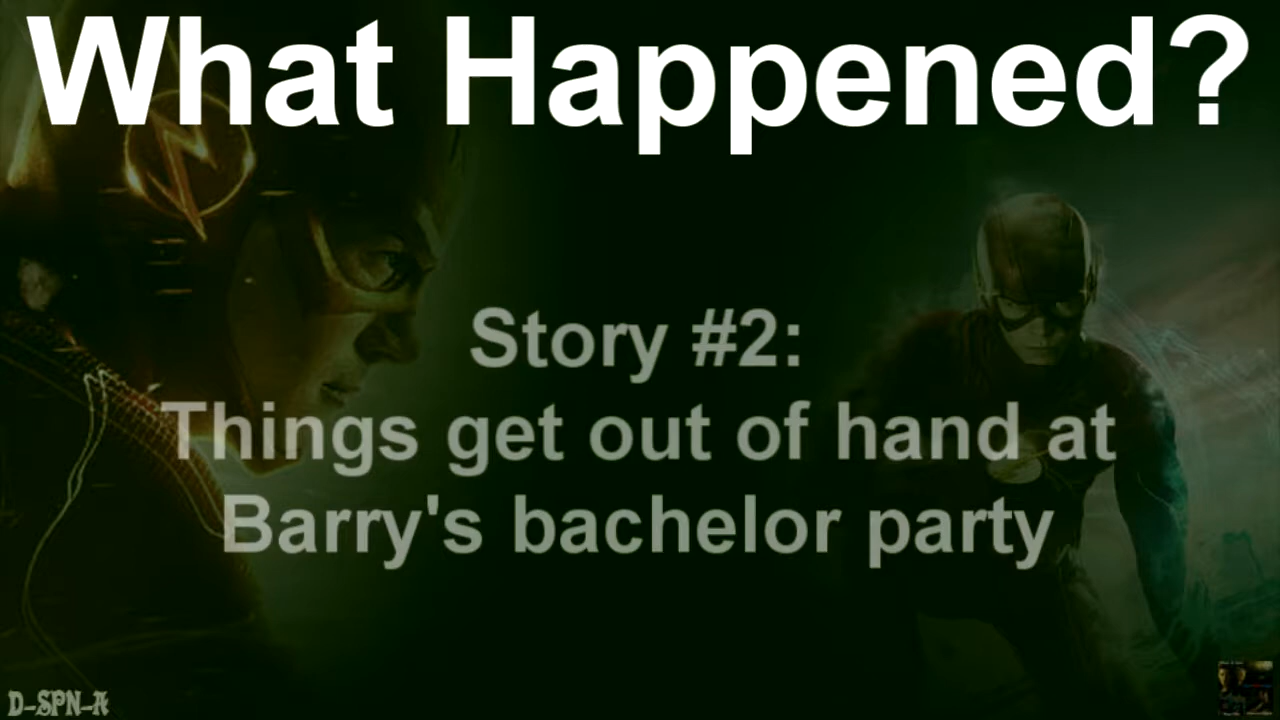 What Happened?
Story #2:
Things get out of hand at
Barry's bachelor party
D-SPN-A